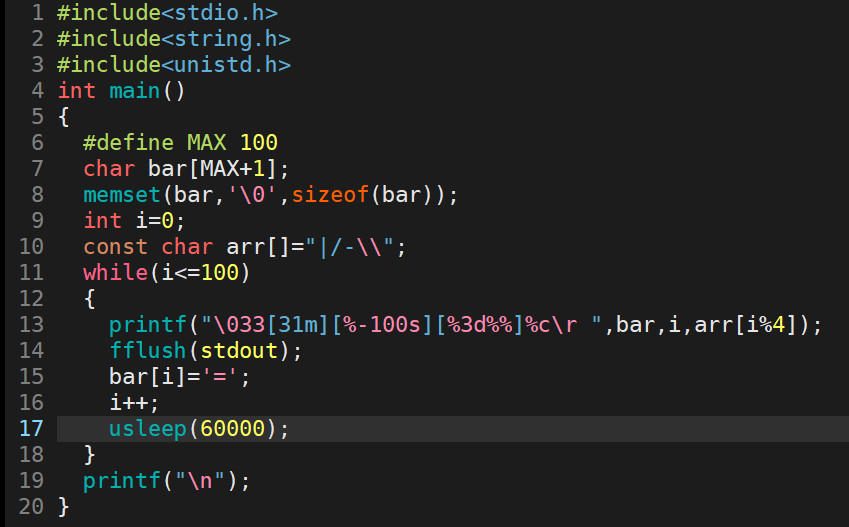 1 #include<stdio.h>
2 #include<string.h>
3 #include<unistd.h>
4 int main()
5 {
6   #define MAX 100
7   char bar[MAX+1];
8   memset(bar,'\0',sizeof(bar));
9   int i=0;
10   const char arr[]="|/-\\";
11   while(i<=100)
12   {
13     printf("\033[31m][%-100s][%3d%%]%c\r ",bar,i,arr[i%4]);
14     fflush(stdout);
15     bar[i]='=';
16     i++;
17     usleep(60000);
18   }
19   printf("\n");
20 }